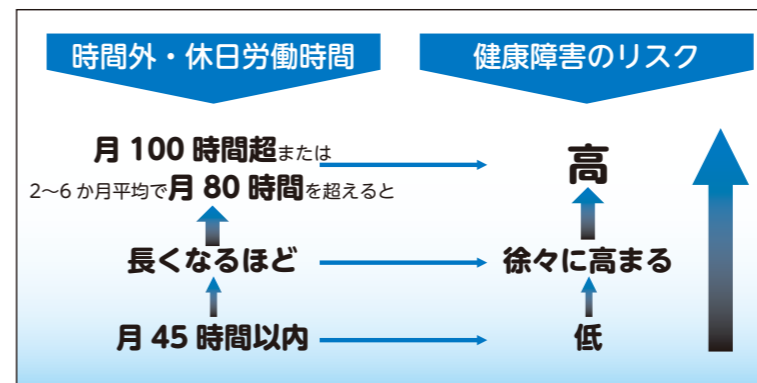 時間外・休日労働時間
健康障害のリスク
月 100 時間超または
2〜6 か月平均で月 80 時間を超えると
高
長くなるほど
徐々に高まる
月 45 時間以内
低